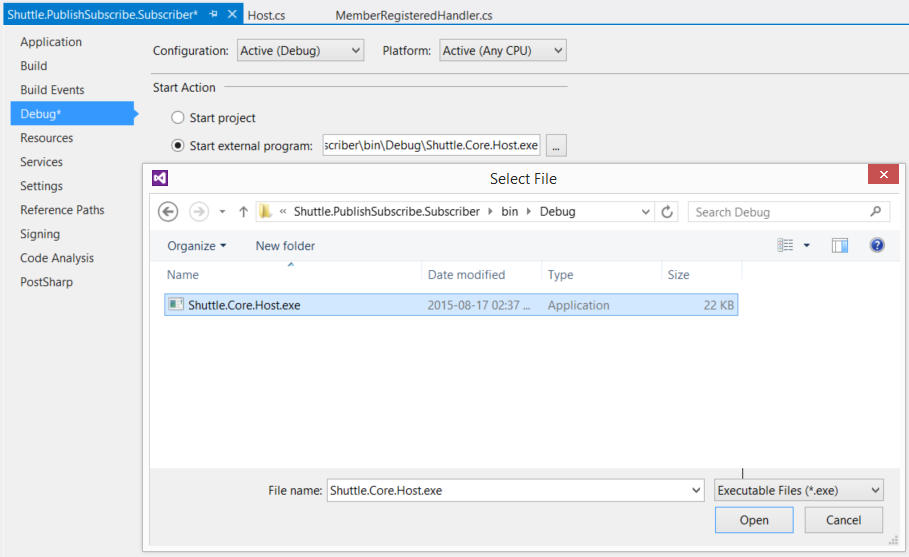 Shuttle.PublishSubscribe.Subscriber* Host.cs MemberRegisteredHandler.cs
Application
Configuration: Active (Debug) Platform: Active (Any CPU)
Build
Build Events
Start Action
Debug*
Start project
Resources
Start external program: scriber\bin\Debug\Shuttle.Core.Host.exe ...
Services
Settings
Reference Paths
Signing
Code Analysis
PostSharp
Select File
« Shuttle.PublishSubscribe.Subscriber bin Debug Search Debug
Organize New folder
Name Date modified Type Size
Shuttle.Core.Host.exe 2015-08-17 02:37 ... Application 22 KB
File name: Shuttle.Core.Host.exe Executable Files (*.exe)
Open Cancel